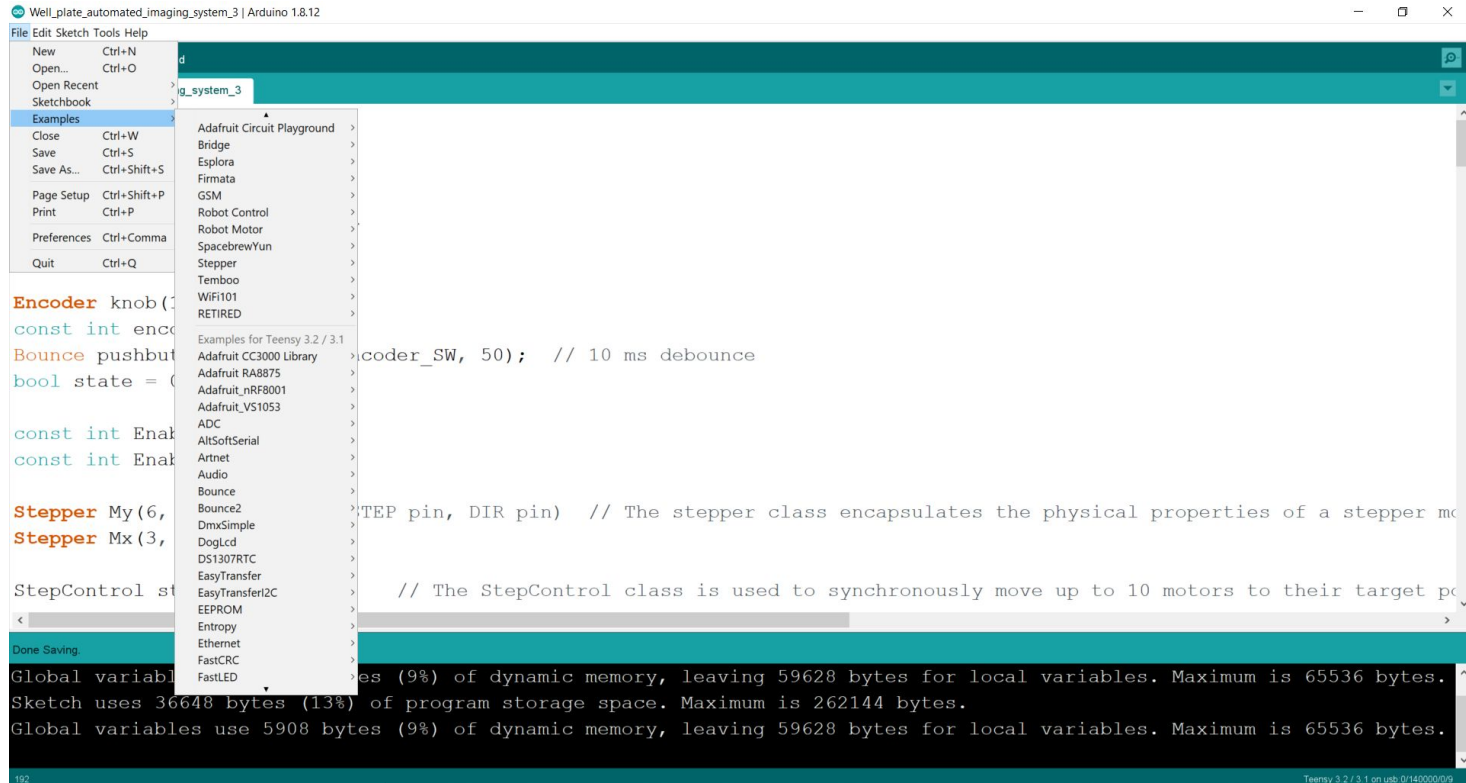 Well_plate_automated_imaging_system_3 | Arduino 1.8.12
File Edit Sketch Tools Help
New Ctrl+N
Open... Ctrl+O
Open Recent
Sketchbook
Examples
Close Ctrl+W
Save Ctrl+S
Save As... Ctrl+Shift+S
Page Setup Ctrl+Shift+P
Print Ctrl+P
Preferences Ctrl+Comma
Quit Ctrl+Q
d
ng_system_3
Adafruit Circuit Playground
Bridge
Esplora
Firmata
GSM
Robot Control
Robot Motor
SpacebrewYun
Stepper
Temboo
WiFi101
RETIRED
Examples for Teensy 3.2 / 3.1
Adafruit CC3000 Library
Adafruit RA8875
Adafruit_nRF8001
Adafruit_VS1053
ADC
AltSoftSerial
Artnet
Audio
Bounce
Bounce2
DmxSimple
DogLcd
DS1307RTC
EasyTransfer
EasyTransferI2C
EEPROM
Entropy
Ethernet
FastCRC
FastLED
Encoder knob(1
const int enco
Bounce pushbut coder_SW, 50); // 10 ms debounce
bool state = 0
const int Enab
const int Enab
Stepper My(6, STEP pin, DIR pin) // The stepper class encapsulates the physical properties of a stepper mo
Stepper Mx(3,
StepControl st // The StepControl class is used to synchronously move up to 10 motors to their target po
Done Saving.
Global variabl es (9%) of dynamic memory, leaving 59628 bytes for local variables. Maximum is 65536 bytes.
Sketch uses 36648 bytes (13%) of program storage space. Maximum is 262144 bytes.
Global variables use 5908 bytes (9%) of dynamic memory, leaving 59628 bytes for local variables. Maximum is 65536 bytes.
192 Teensy 3.2 / 3.1 on usb:0/140000/0/9